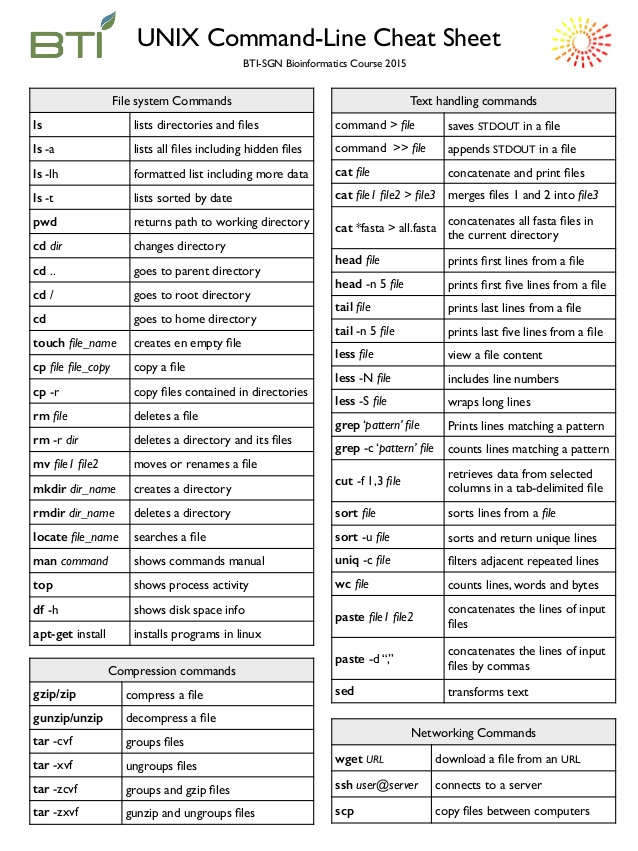 BTI
UNIX Command-Line Cheat Sheet
BTI-SGN Bioinformatics Course 2015
File system Commands
ls lists directories and files
ls -a lists all files including hidden files
ls -lh formatted list including more data
ls -t lists sorted by date
pwd returns path to working directory
cd dir changes directory
cd .. goes to parent directory
cd / goes to root directory
cd goes to home directory
touch file_name creates en empty file
cp file file_copy copy a file
cp -r copy files contained in directories
rm file deletes a file
rm -r dir deletes a directory and its files
mv file1 file2 moves or renames a file
mkdir dir_name creates a directory
rmdir dir_name deletes a directory
locate file_name searches a file
man command shows commands manual
top shows process activity
df -h shows disk space info
apt-get install installs programs in linux
Compression commands
gzip/zip compress a file
gunzip/unzip decompress a file
tar -cvf groups files
tar -xvf ungroups files
tar -zcvf groups and gzip files
tar -zxvf gunzip and ungroups files
Text handling commands
command > file saves STDOUT in a file
command >> file appends STDOUT in a file
cat file concatenate and print files
cat file1 file2 > file3 merges files 1 and 2 into file3
cat *fasta > all.fasta concatenates all fasta files in
the current directory
head file prints first lines from a file
head -n 5 file prints first five lines from a file
tail file prints last lines from a file
tail -n 5 file prints last five lines from a file
less file view a file content
less -N file includes line numbers
less -S file wraps long lines
grep ‘pattern’ file Prints lines matching a pattern
grep -c ‘pattern’ file counts lines matching a pattern
cut -f 1,3 file retrieves data from selected
columns in a tab-delimited file
sort file sorts lines from a file
sort -u file sorts and return unique lines
uniq -c file filters adjacent repeated lines
wc file counts lines, words and bytes
paste file1 file2 concatenates the lines of input
files
paste -d “,” concatenates the lines of input
files by commas
sed transforms text
Networking Commands
wget URL download a file from an URL
ssh user@server connects to a server
scp copy files between computers